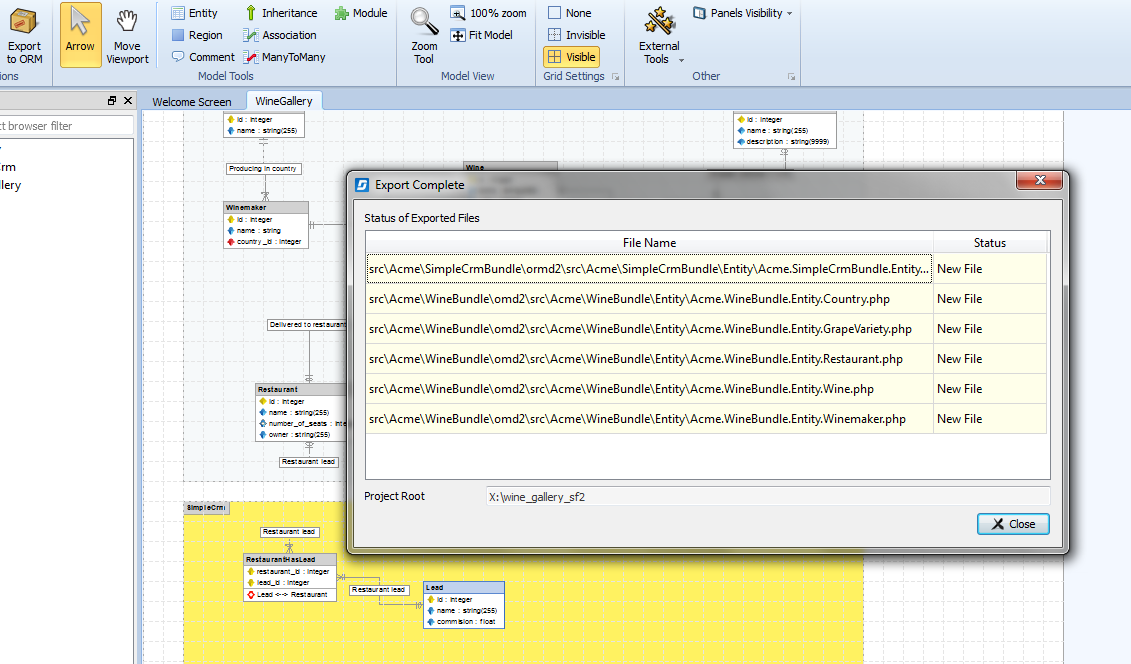 Entity
Inheritance
Module
100% zoom
None
Panels Visibility
Region
Association
Fit Model
Invisible
Export
to ORM
Arrow
Move
Viewport
Comment
ManyToMany
Zoom
Tool
Visible
External
Tools
ons
Model Tools
Model View
Grid Settings
Other
Welcome Screen
WineGallery
ct browser filter
rm
llery
id : integer
name : string(255)
id : integer
name : string(255)
description : string(9999)
Producing in country
Wine
Winemaker
id : integer
name : string
country_id : integer
Export Complete
Status of Exported Files
File Name
Status
src\Acme\SimpleCrmBundle\ormd2\src\Acme\SimpleCrmBundle\Entity\Acme.SimpleCrmBundle.Entity...
New File
src\Acme\WineBundle\omd2\src\Acme\WineBundle\Entity\Acme.WineBundle.Entity.Country.php
New File
src\Acme\WineBundle\omd2\src\Acme\WineBundle\Entity\Acme.WineBundle.Entity.GrapeVariety.php
New File
src\Acme\WineBundle\omd2\src\Acme\WineBundle\Entity\Acme.WineBundle.Entity.Restaurant.php
New File
src\Acme\WineBundle\omd2\src\Acme\WineBundle\Entity\Acme.WineBundle.Entity.Wine.php
New File
src\Acme\WineBundle\omd2\src\Acme\WineBundle\Entity\Acme.WineBundle.Entity.Winemaker.php
New File
Project Root
X:\wine_gallery_sf2
Close
Delivered to restaurant
Restaurant
id : integer
name : string(255)
number_of_seats : inte
owner : string(255)
Restaurant lead
SimpleCrm
Restaurant lead
RestaurantHasLead
restaurant_id : integer
lead_id : integer
Lead <--> Restaurant
Restaurant lead
Lead
id : integer
name : string(255)
commision : float